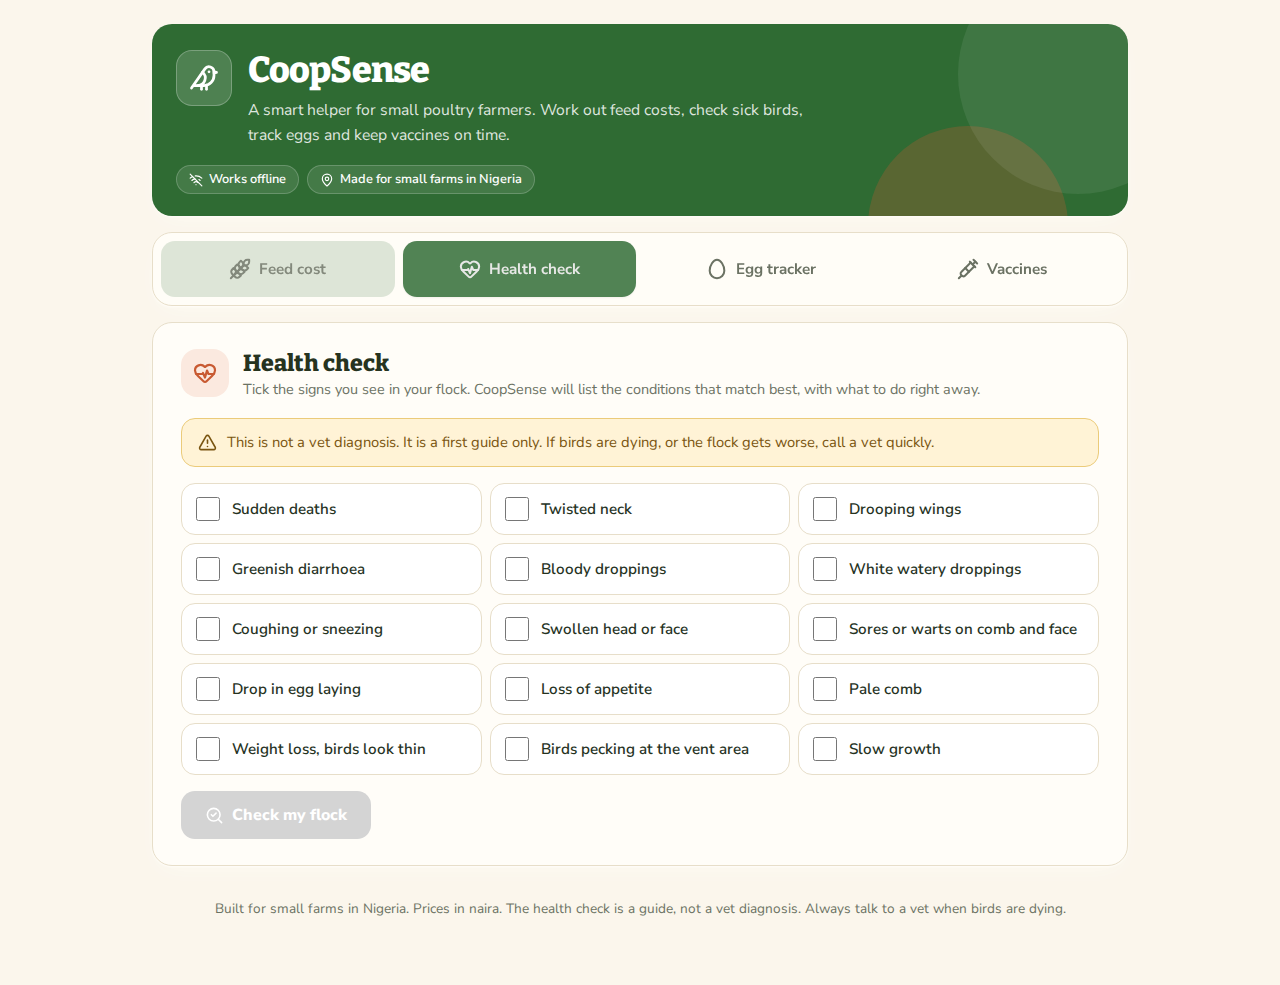 CoopSense
A smart helper for small poultry farmers. Work out feed costs, check sick birds,
track eggs and keep vaccines on time.
Works offline
Made for small farms in Nigeria
Feed cost
Health check
Egg tracker
Vaccines
Health check
Tick the signs you see in your flock. CoopSense will list the conditions that match best, with what to do right away.
This is not a vet diagnosis. It is a first guide only. If birds are dying, or the flock gets worse, call a vet quickly.
Sudden deaths
Twisted neck
Drooping wings
Greenish diarrhoea
Bloody droppings
White watery droppings
Coughing or sneezing
Swollen head or face
Sores or warts on comb and face
Drop in egg laying
Loss of appetite
Pale comb
Weight loss, birds look thin
Birds pecking at the vent area
Slow growth
Check my flock
Built for small farms in Nigeria. Prices in naira. The health check is a guide, not a vet diagnosis. Always talk to a vet when birds are dying.